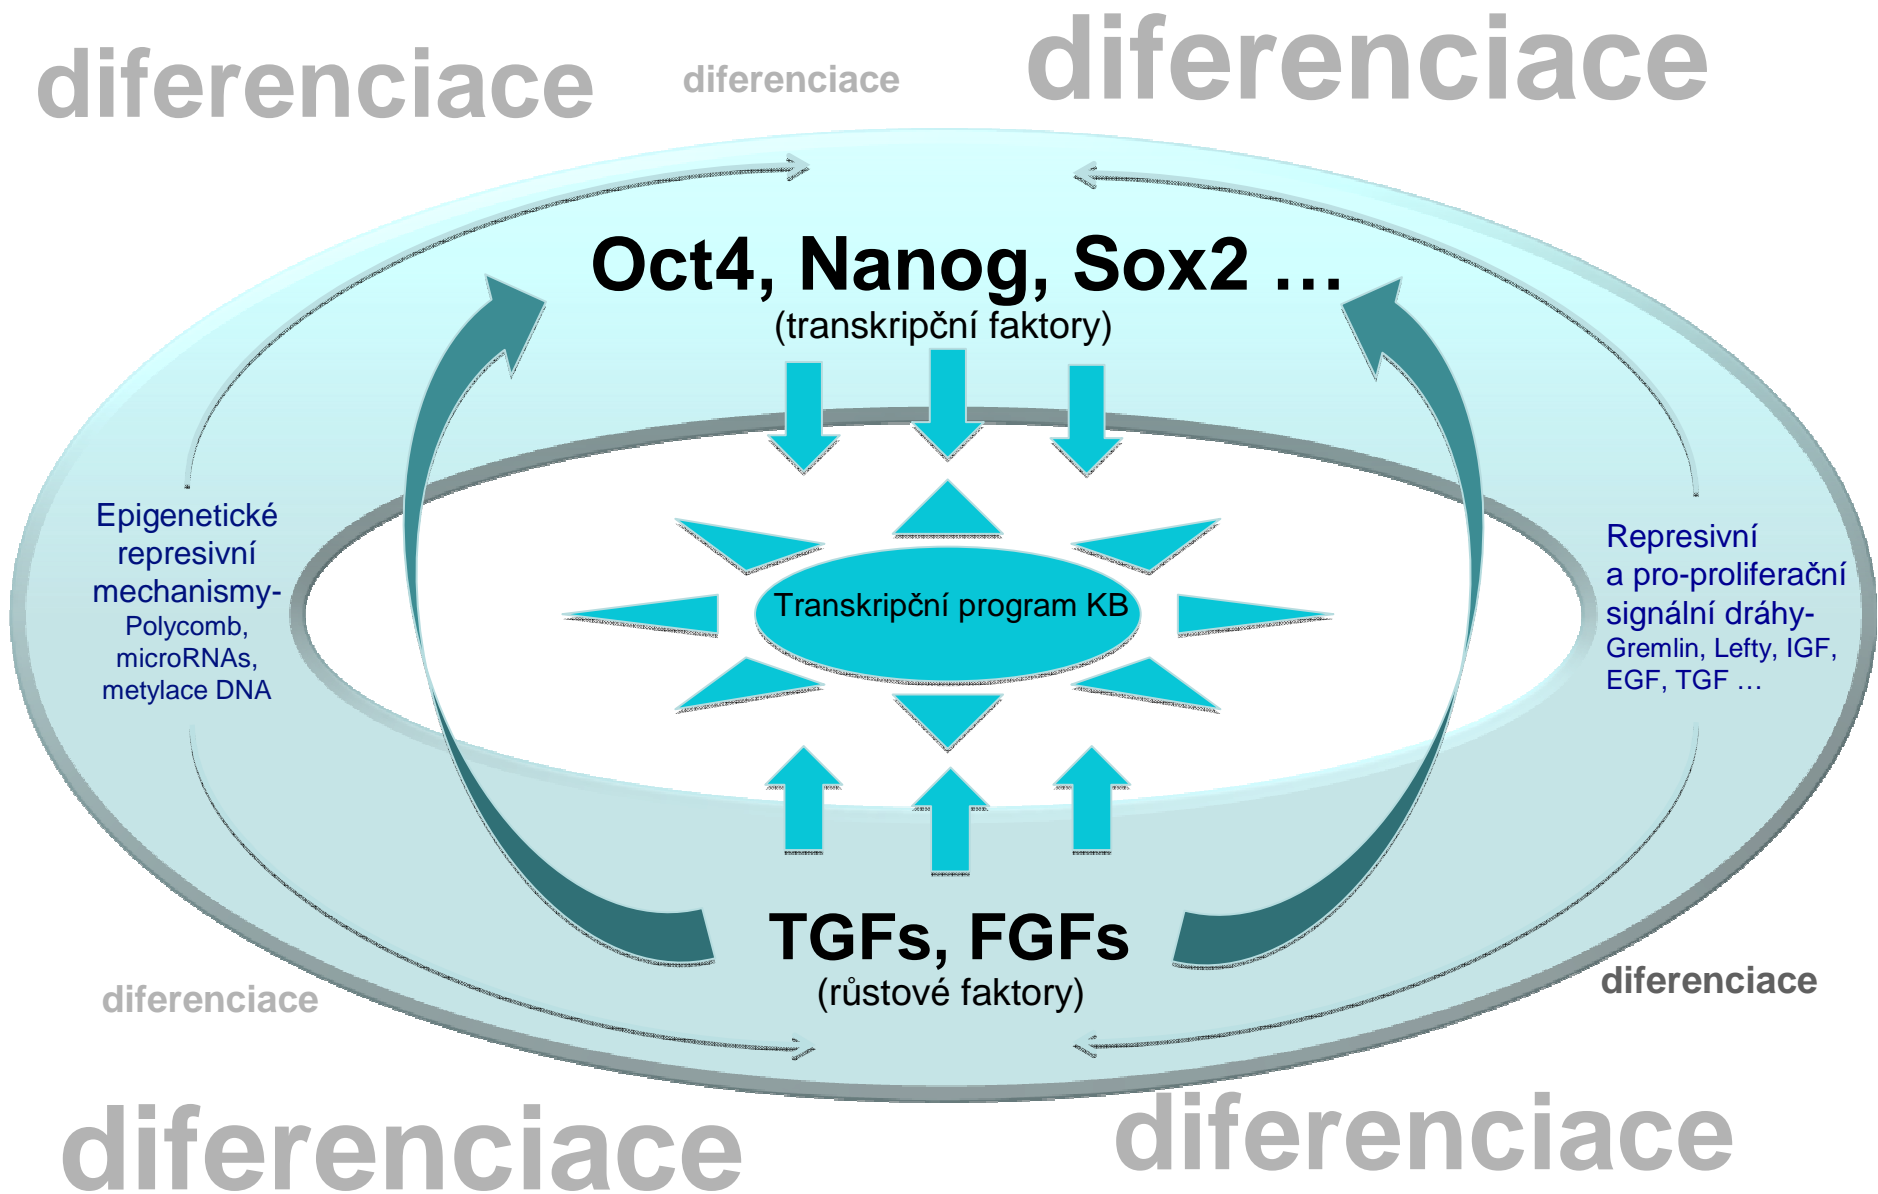 diferenciace
diferenciace
diferenciace
Oct4, Nanog, Sox2 …
(transkripční faktory)
Epigenetické
represivní
mechanismy-
Polycomb,
microRNAs,
metylace DNA
Transkripční program KB
Represivní
a pro-proliferační
signální dráhy-
Gremlin, Lefty, IGF,
EGF, TGF …
TGFs, FGFs
(růstové faktory)
diferenciace
diferenciace
diferenciace
diferenciace